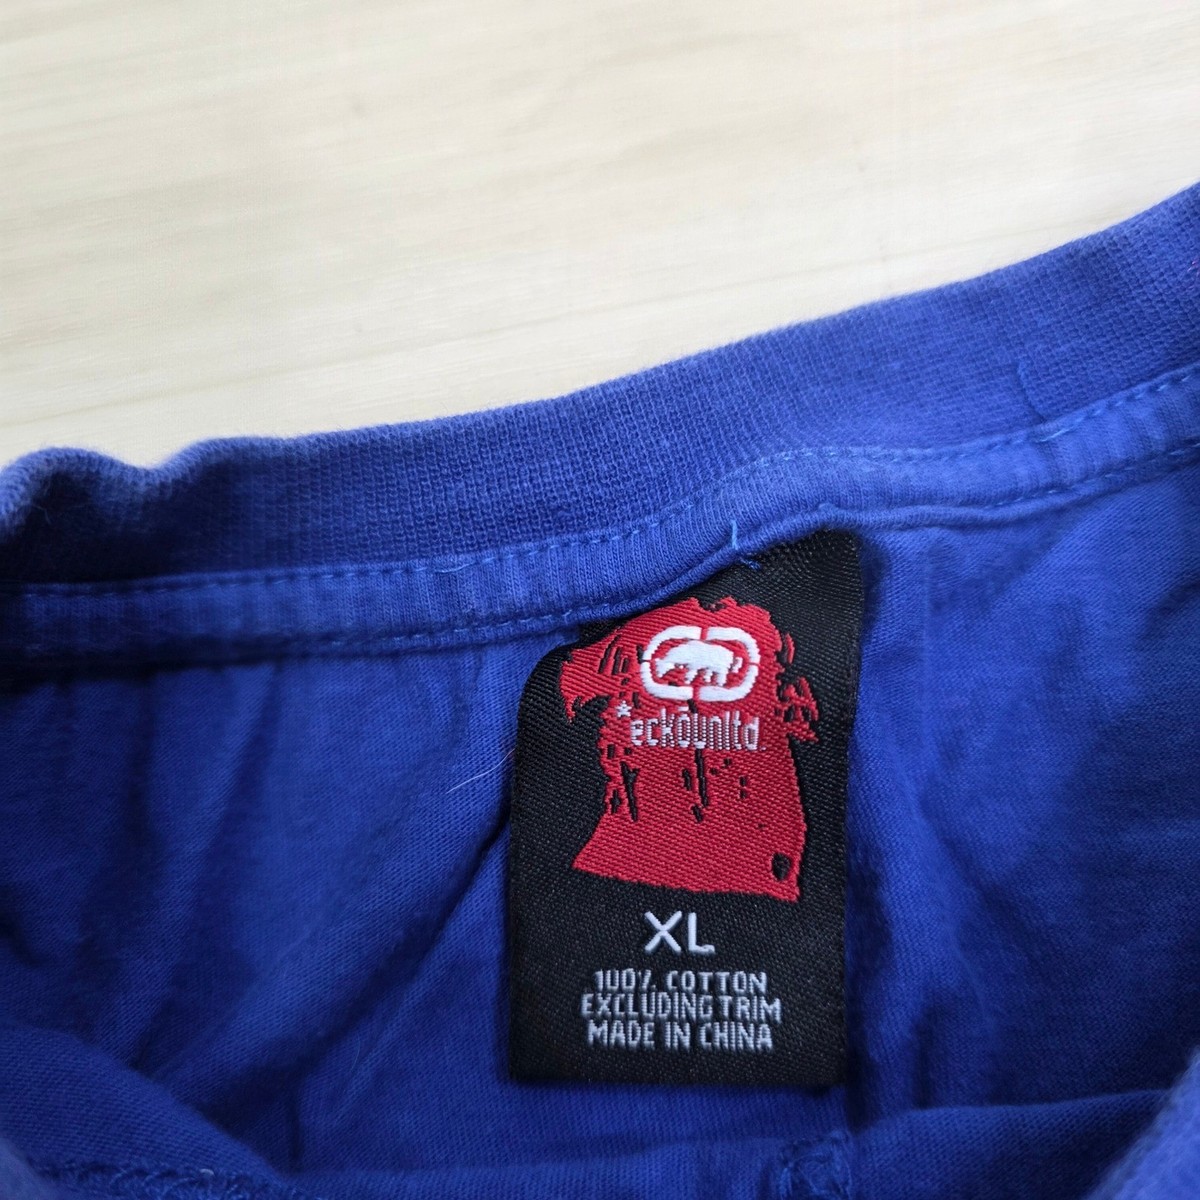 *eckōunltd.
XL
100% COTTON
EXCLUDING TRIM
MADE IN CHINA